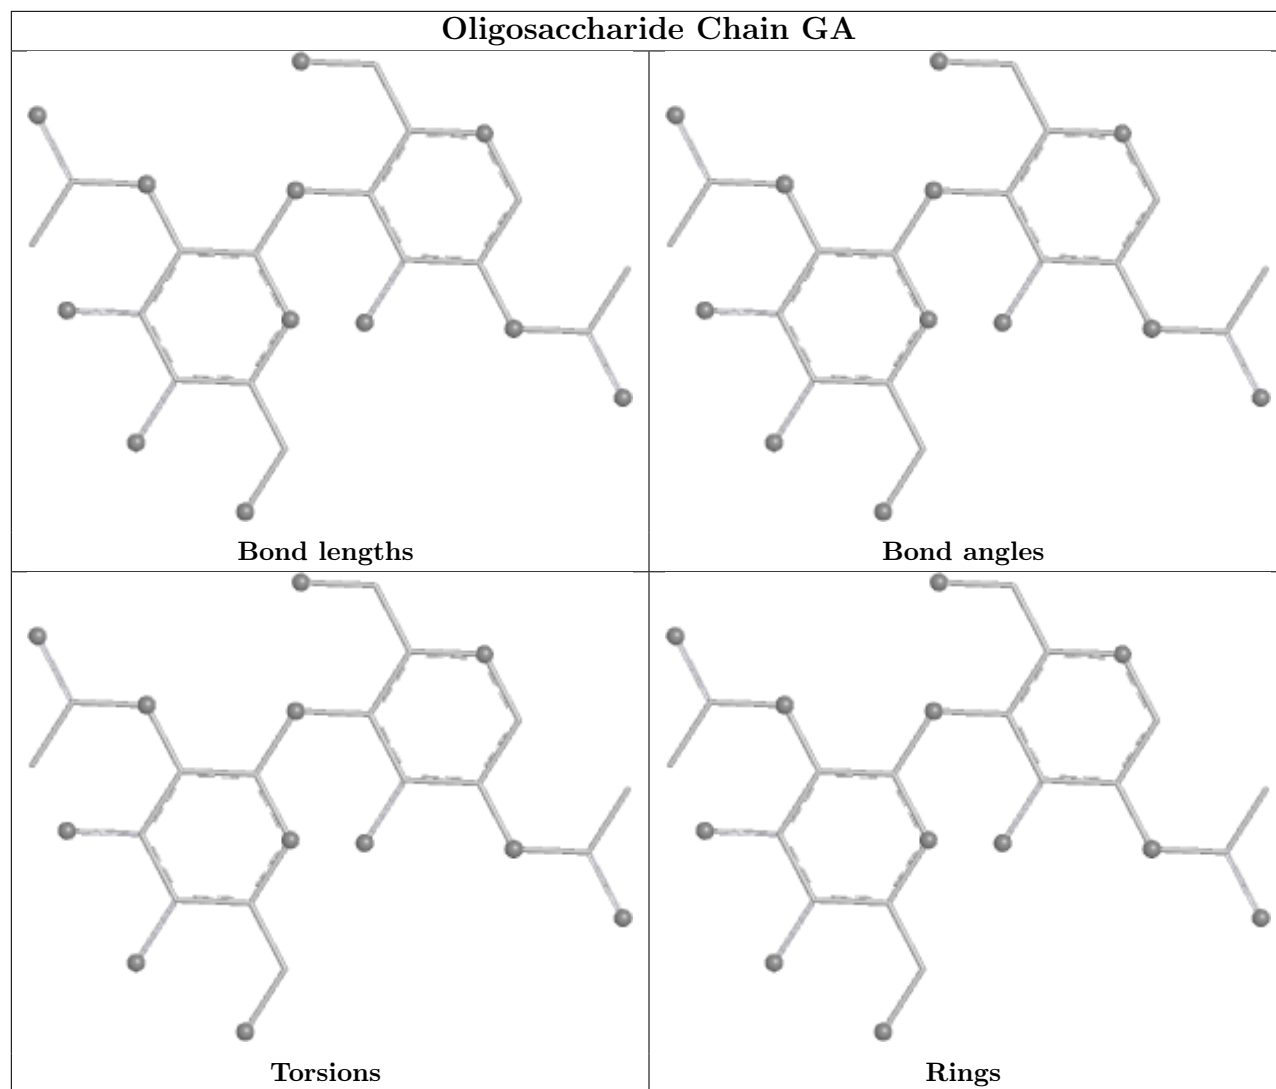 Oligosaccharide Chain GA
Bond lengths
Bond angles
Torsions
Rings